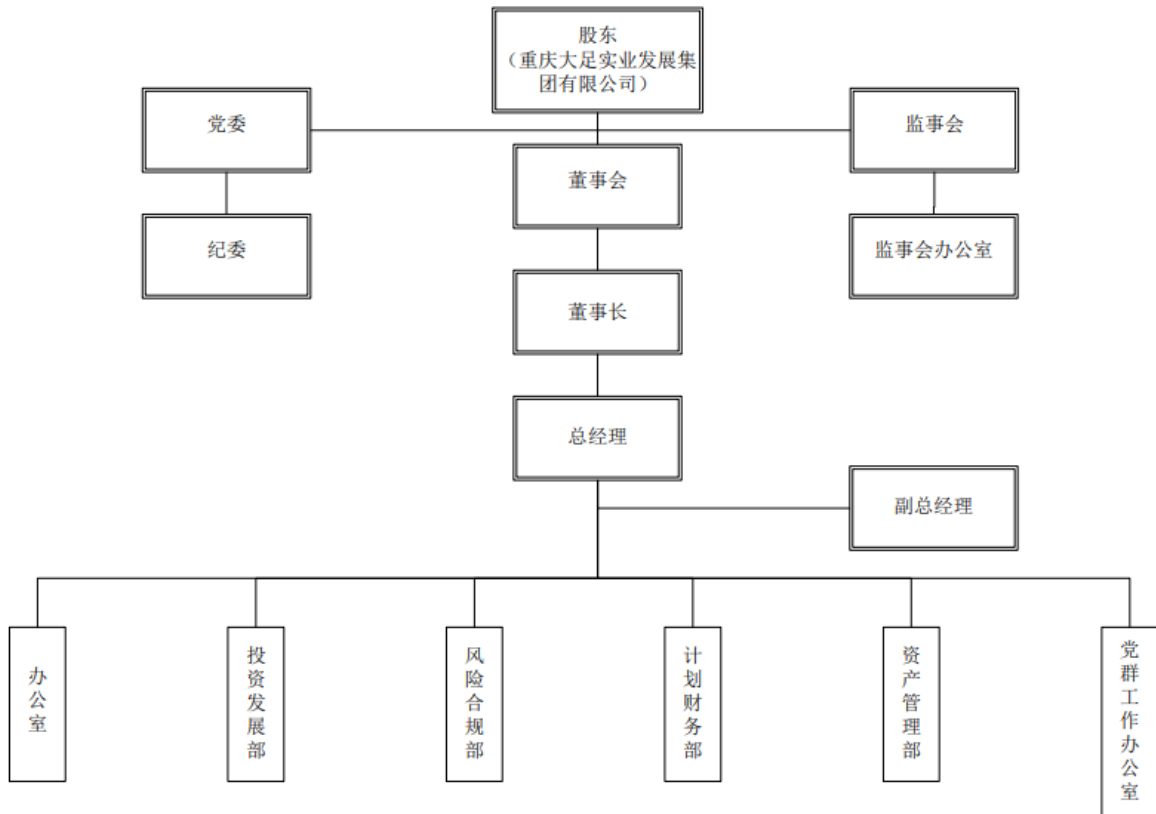 股东
（重庆大足实业发展集
团有限公司）
党委
监事会
董事会
纪委
监事会办公室
董事长
总经理
副总经理
办公室
投资发展部
风险合规部
计划财务部
资产管理部
党群工作办公室